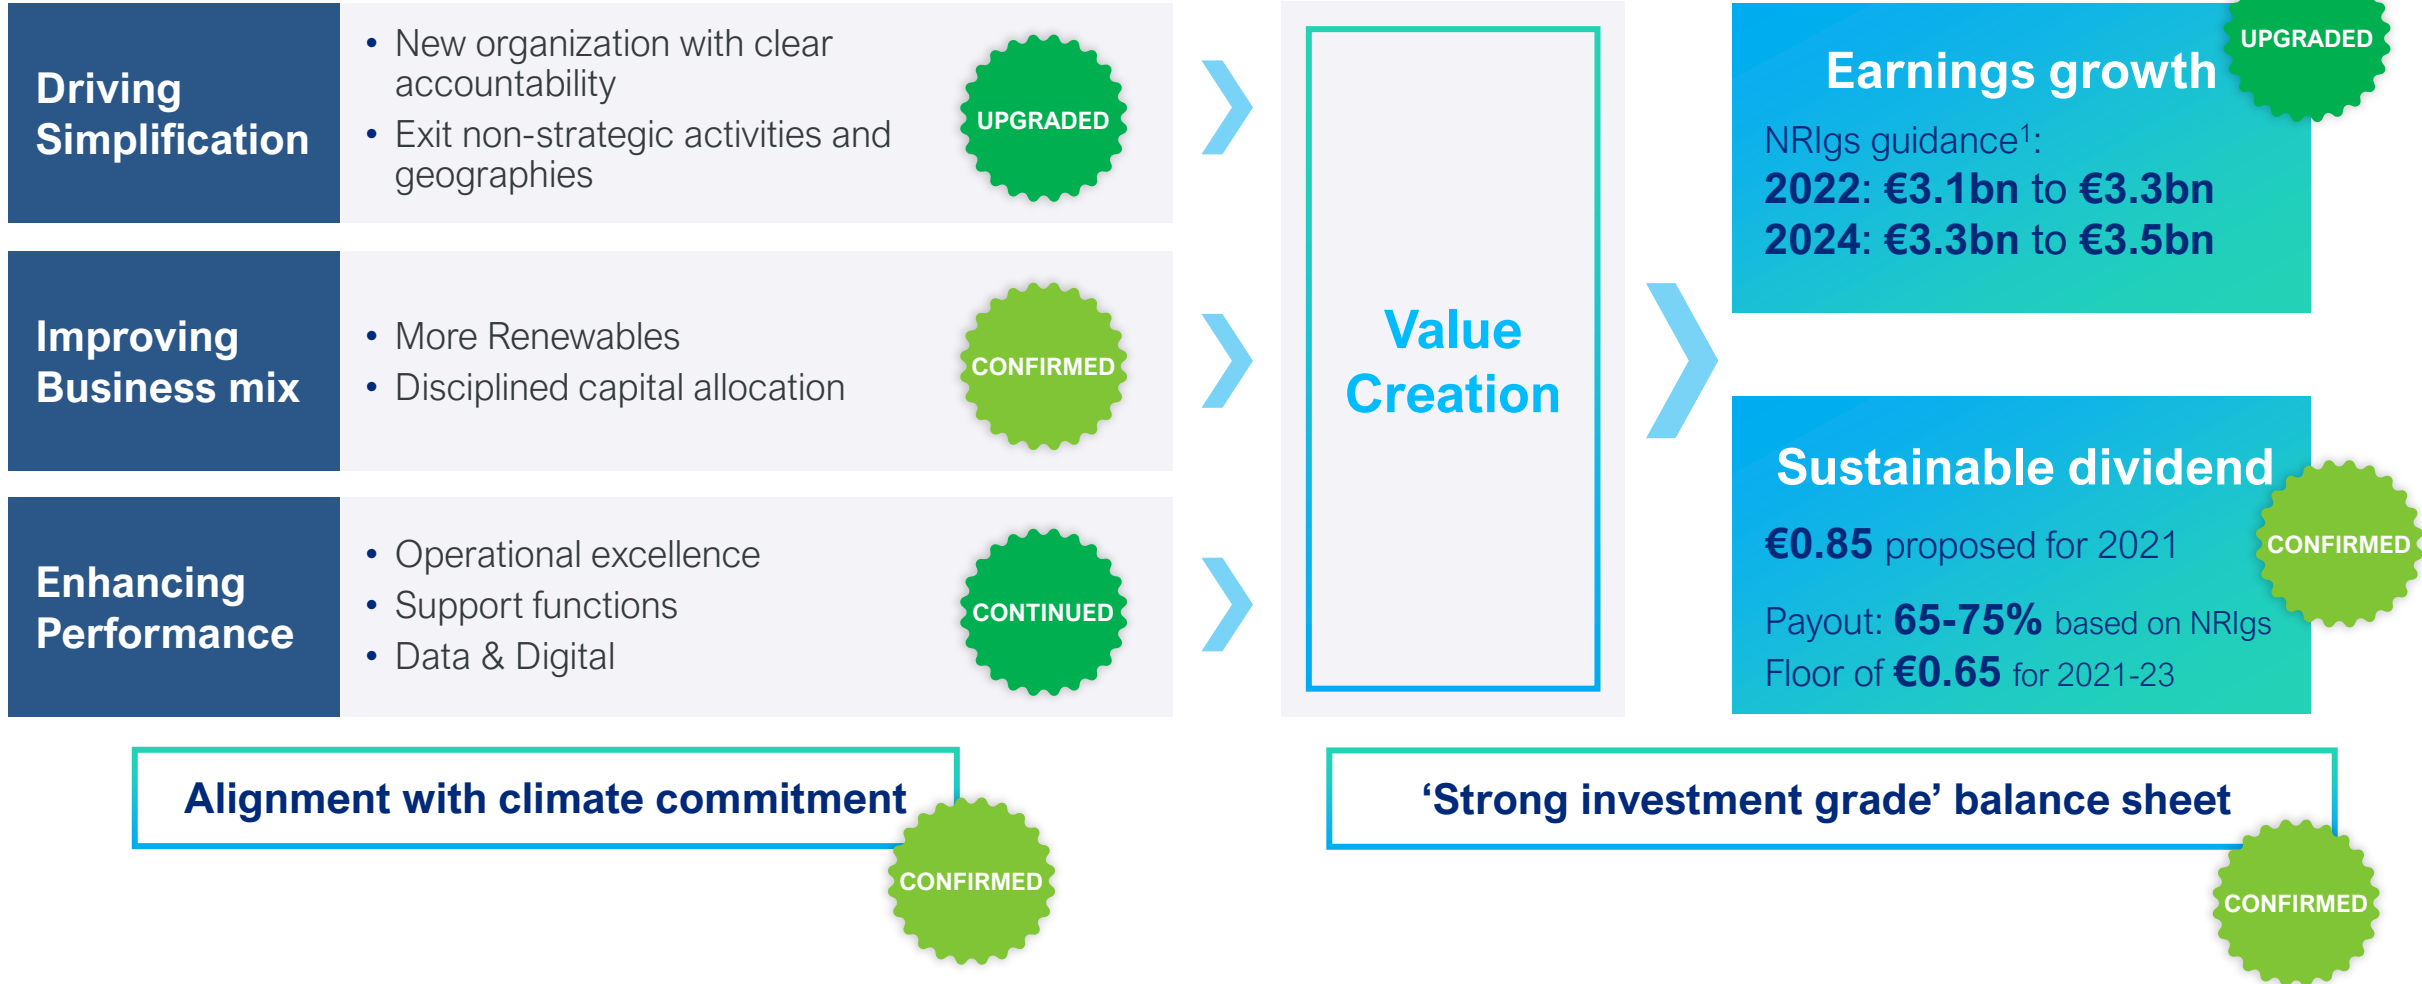 Driving
Simplification
• New organization with clear
accountability
• Exit non-strategic activities and
geographies
UPGRADED
Improving
Business mix
• More Renewables
• Disciplined capital allocation
CONFIRMED
Enhancing
Performance
• Operational excellence
• Support functions
• Data & Digital
CONTINUED
Value
Creation
Earnings growth
UPGRADED
NRIgs guidance¹:
2022: €3.1bn to €3.3bn
2024: €3.3bn to €3.5bn
Sustainable dividend
€0.85 proposed for 2021
CONFIRMED
Payout: 65-75% based on NRIgs
Floor of €0.65 for 2021-23
Alignment with climate commitment
CONFIRMED
‘Strong investment grade’ balance sheet
CONFIRMED